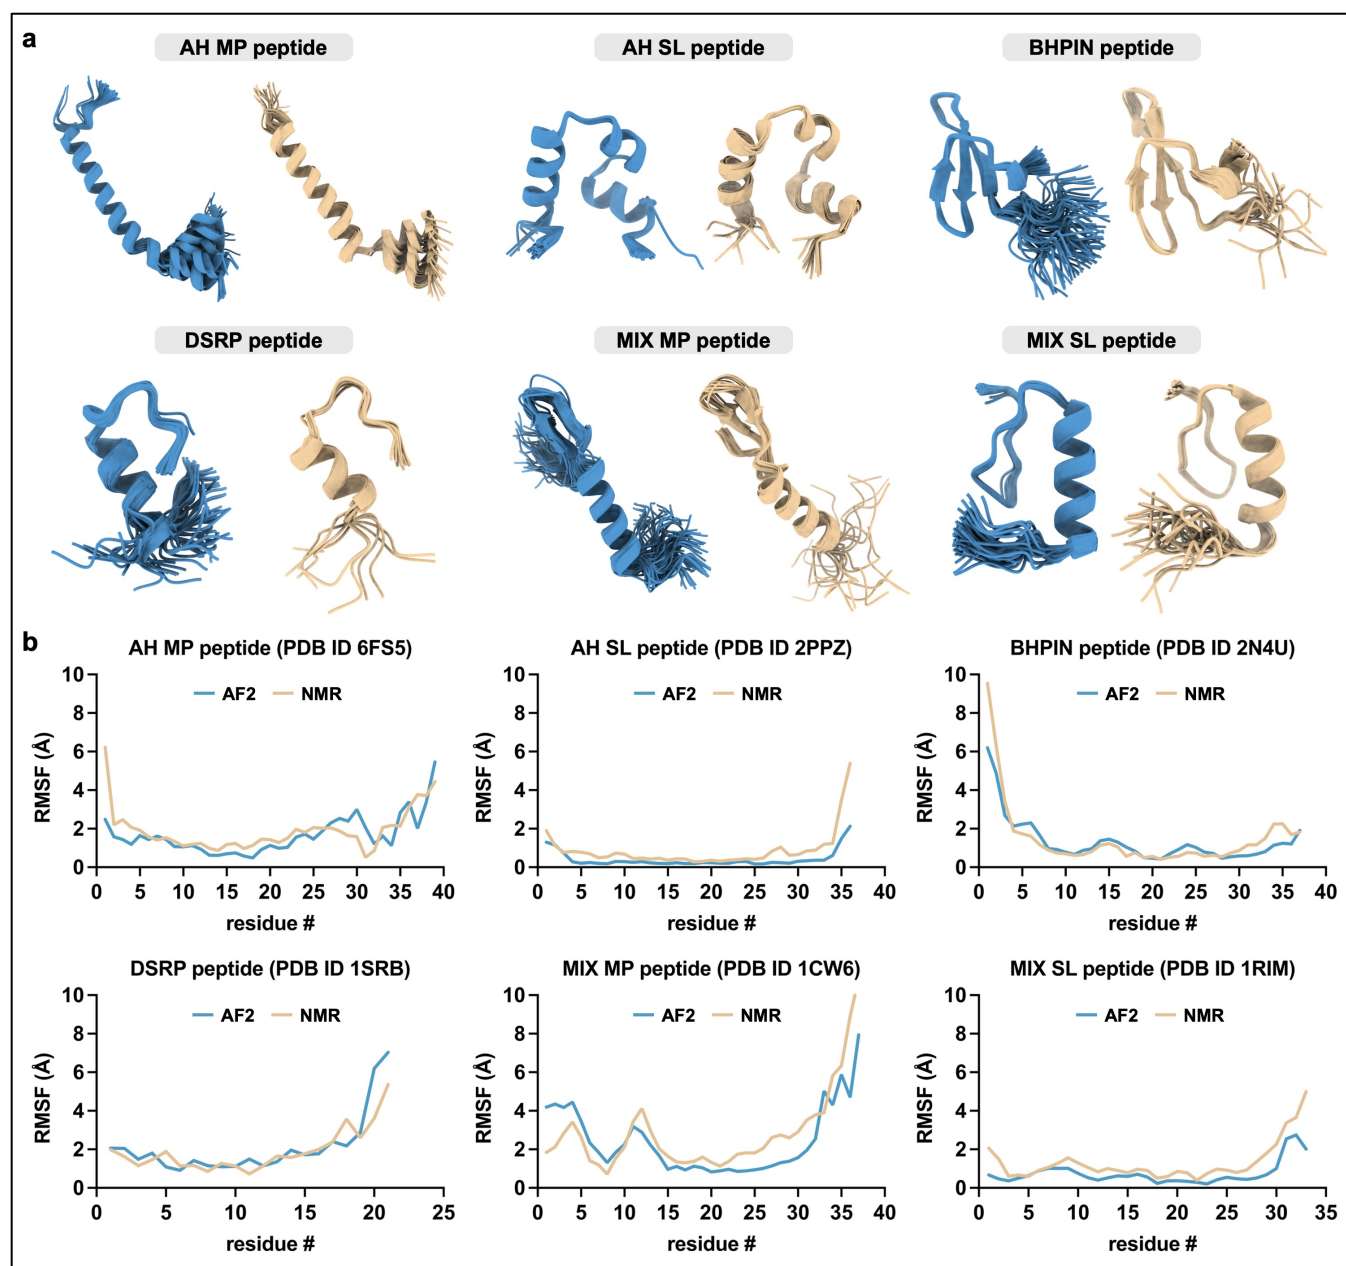 a
AH MP peptide
AH SL peptide
BHPIN peptide
DSRP peptide
MIX MP peptide
MIX SL peptide
b
AH MP peptide (PDB ID 6FS5)
AF2 NMR
10
8
6
4
2
0
RMSF (Å)
0 5 10 15 20 25 30 35 40
residue #
AH SL peptide (PDB ID 2PPZ)
AF2 NMR
10
8
6
4
2
0
RMSF (Å)
0 5 10 15 20 25 30 35 40
residue #
BHPIN peptide (PDB ID 2N4U)
AF2 NMR
10
8
6
4
2
0
RMSF (Å)
0 5 10 15 20 25 30 35 40
residue #
DSRP peptide (PDB ID 1SRB)
AF2 NMR
10
8
6
4
2
0
RMSF (Å)
0 5 10 15 20 25
residue #
MIX MP peptide (PDB ID 1CW6)
AF2 NMR
10
8
6
4
2
0
RMSF (Å)
0 5 10 15 20 25 30 35 40
residue #
MIX SL peptide (PDB ID 1RIM)
AF2 NMR
10
8
6
4
2
0
RMSF (Å)
0 5 10 15 20 25 30 35
residue #